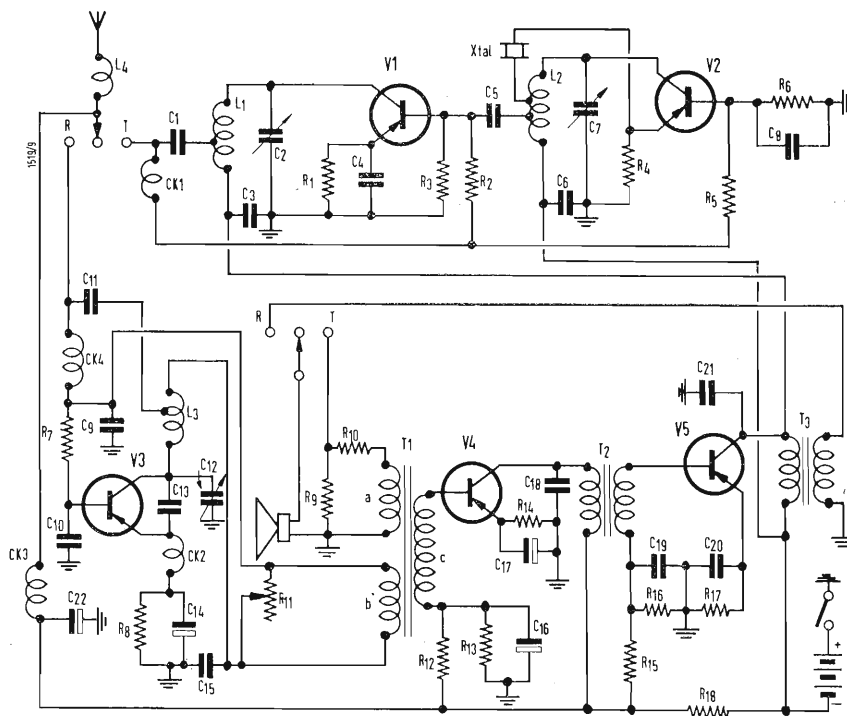 V1
Xtal
V2
L4
C1
L1
C5
L2
R6
R
T
C2
C7
C8
1519/9
CK1
R1
C4
R3
R2
R4
C3
C6
R5
C11
R
T
CK4
C21
L3
R7
C9
V3
C12
R10
T1
V4
T2
V5
T3
C13
a
C18
R9
C10
R14
CK3
CK2
c
C17
C19
C20
C22
R11
b
R16
R17
R8
C14
C16
C15
R12
R13
R15
R18
+
−